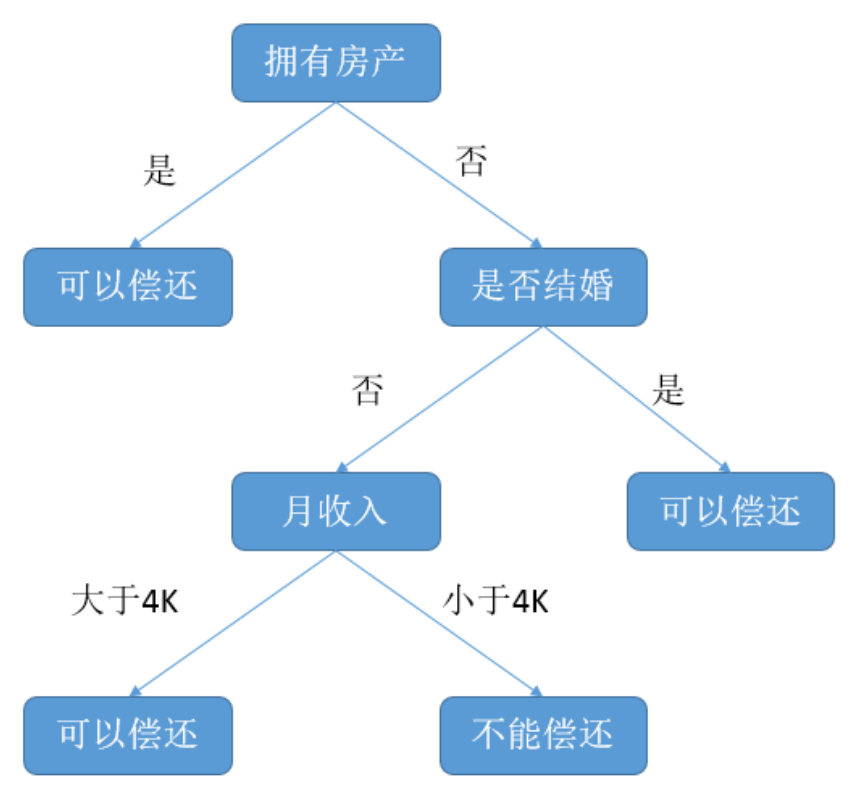 拥有房产
是
否
可以偿还
是否结婚
否
是
月收入
可以偿还
大于4K
小于4K
可以偿还
不能偿还